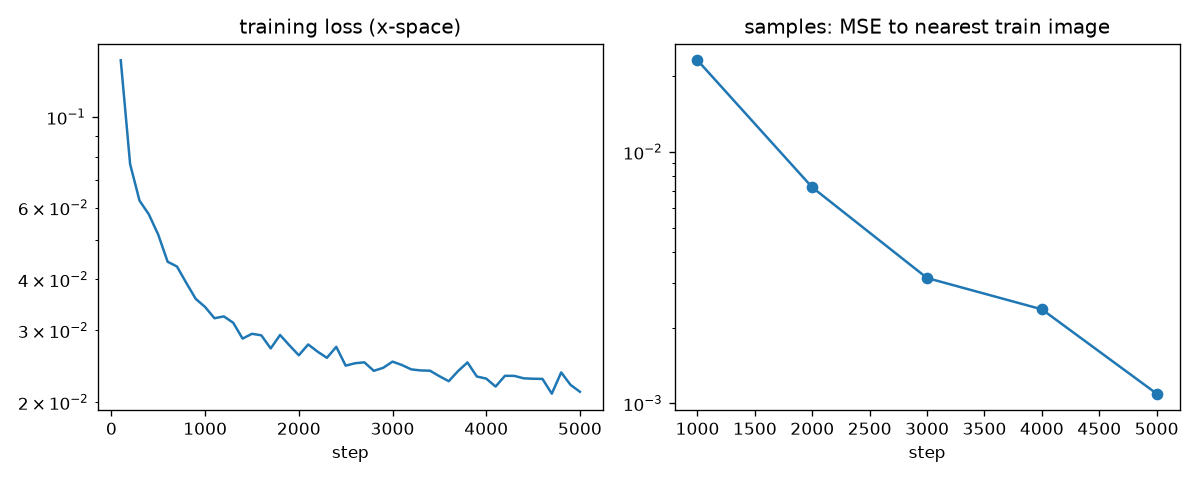 training loss (x-space)
10⁻¹
6 × 10⁻²
4 × 10⁻²
3 × 10⁻²
2 × 10⁻²
0 1000 2000 3000 4000 5000
step
samples: MSE to nearest train image
10⁻²
10⁻³
1000 1500 2000 2500 3000 3500 4000 4500 5000
step